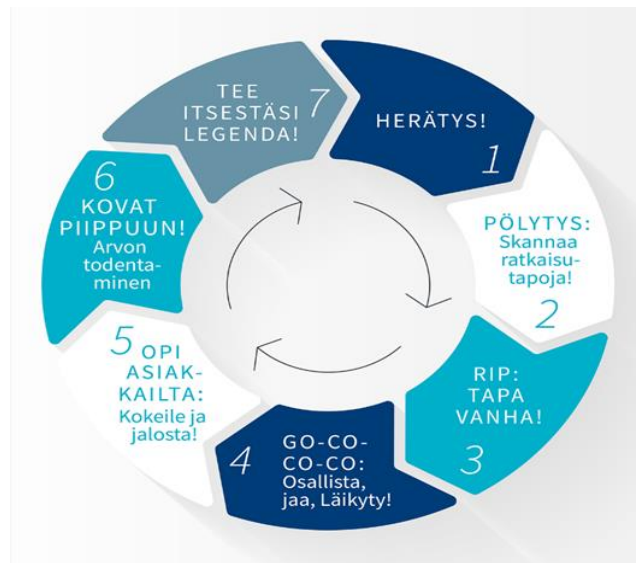 HERÄTYS!
1
PÖLYTYS:
Skannaa
ratkaisu-
tapoja!
2
RIP:
TAPA
VANHA!
3
4
GO-CO-
CO-CO:
Osallista,
jaa, Läikyty!
5 OPI
ASIAK-
KAILTA:
Kokeile ja
jalosta!
6
KOVAT
PIIPPUUN!
Arvon
todenta-
minen
TEE
ITSESTÄSI
LEGENDA!
7